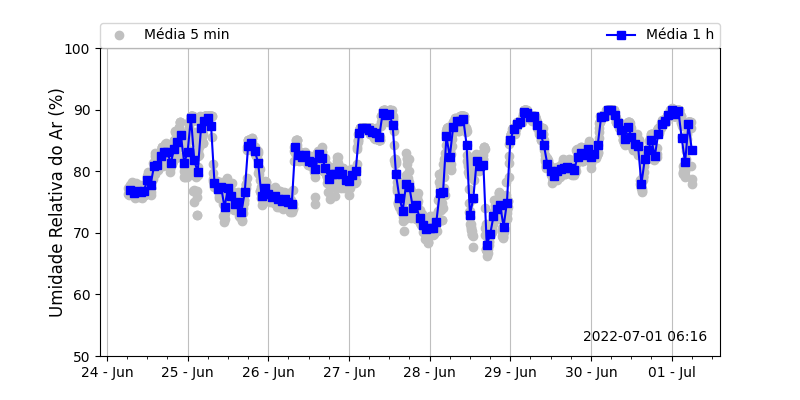 Média 5 min
Média 1 h
Umidade Relativa do Ar (%)
100
90
80
70
60
50
2022-07-01 06:16
24 - Jun
25 - Jun
26 - Jun
27 - Jun
28 - Jun
29 - Jun
30 - Jun
01 - Jul